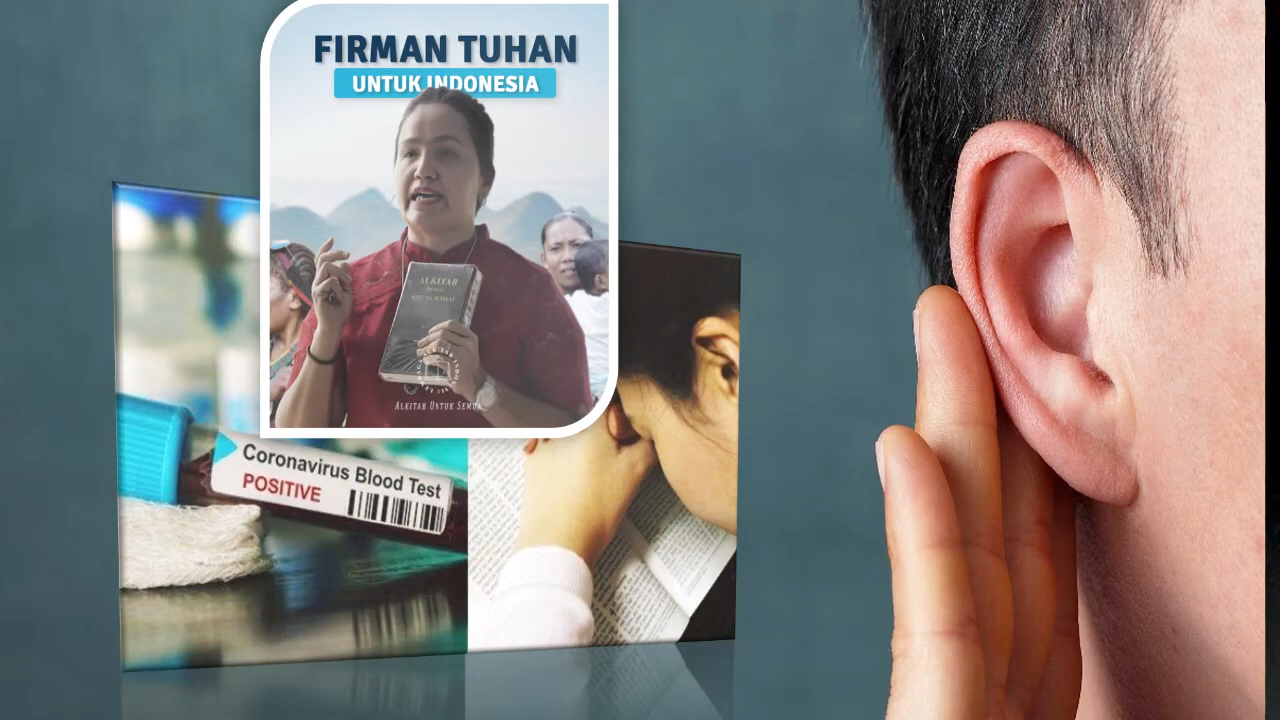 FIRMAN TUHAN
UNTUK INDONESIA
ALKITAB
ALKITAB UNTUK SEMUA
Coronavirus Blood Test
POSITIVE